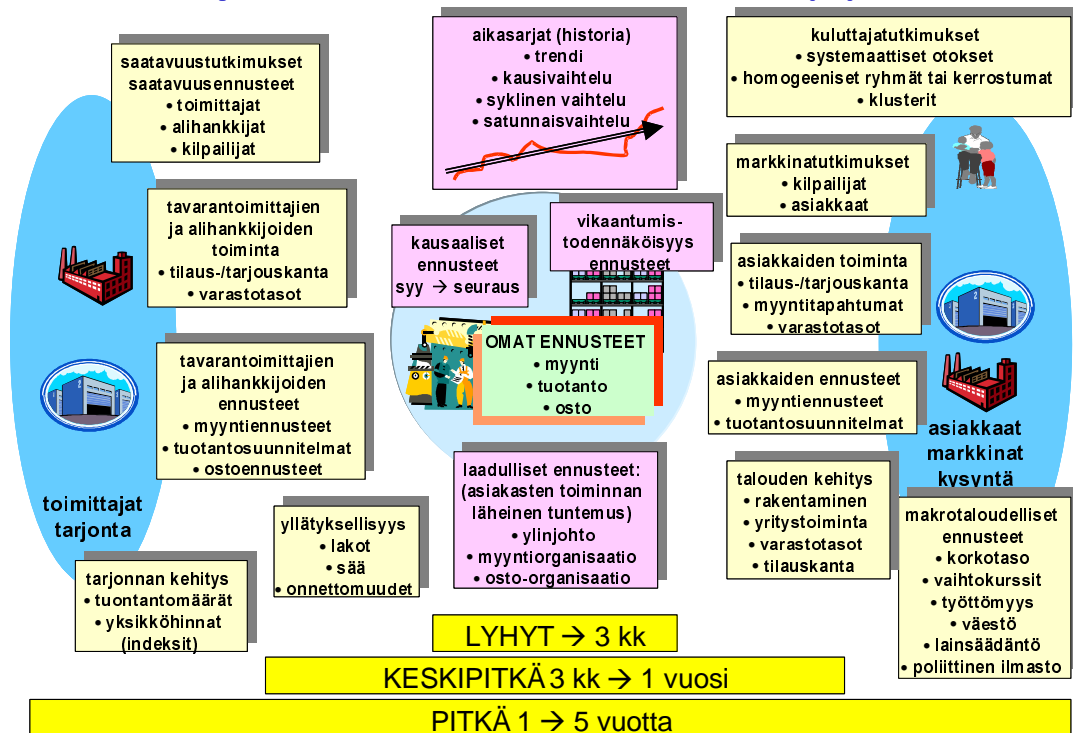 saatavuustutkimukset
saatavuusennusteet
• toimittajat
• alihankkijat
• kilpailijat
aikasarjat (historia)
• trendi
• kausivaihtelu
• syklinen vaihtelu
• satunnaisvaihtelu
kuluttajatutkimukset
• systemaattiset otokset
• homogeeniset ryhmät tai kerrostumat
• klusterit
markkinatutkimukset
• kilpailijat
• asiakkaat
tavarantoimittajien
ja alihankkijoiden
toiminta
• tilaus-/tarjouskanta
• varastotasot
kausaaliset
ennusteet
syy → seuraus
vikaantumis-
todennäköisyys
ennusteet
asiakkaiden toiminta
• tilaus-/tarjouskanta
• myyntitapahtumat
• varastotasot
OMAT ENNUSTEET
• myynti
• tuotanto
• osto
tavarantoimittajien
ja alihankkijoiden
ennusteet
• myyntiennusteet
• tuotantosuunnitelmat
• ostoennusteet
asiakkaiden ennusteet
• myyntiennusteet
• tuotantosuunnitelmat
asiakkaat
markkinat
kysyntä
toimittajat
tarjonta
laadulliset ennusteet:
(asiakasten toiminnan
läheinen tuntemus)
• ylinjohto
• myyntiorganisaatio
• osto-organisaatio
talouden kehitys
• rakentaminen
• yritystoiminta
• varastotasot
• tilauskanta
yllätyksellisyys
• lakot
• sää
• onnettomuudet
makrotaloudelliset
ennusteet
• korkotaso
• vaihtokurssit
• työttömyys
• väestö
• lainsäädäntö
• poliittinen ilmasto
tarjonnan kehitys
• tuontantomäärät
• yksikköhinnat
(indeksit)
LYHYT → 3 kk
KESKIPITKÄ 3 kk → 1 vuosi
PITKÄ 1 → 5 vuotta